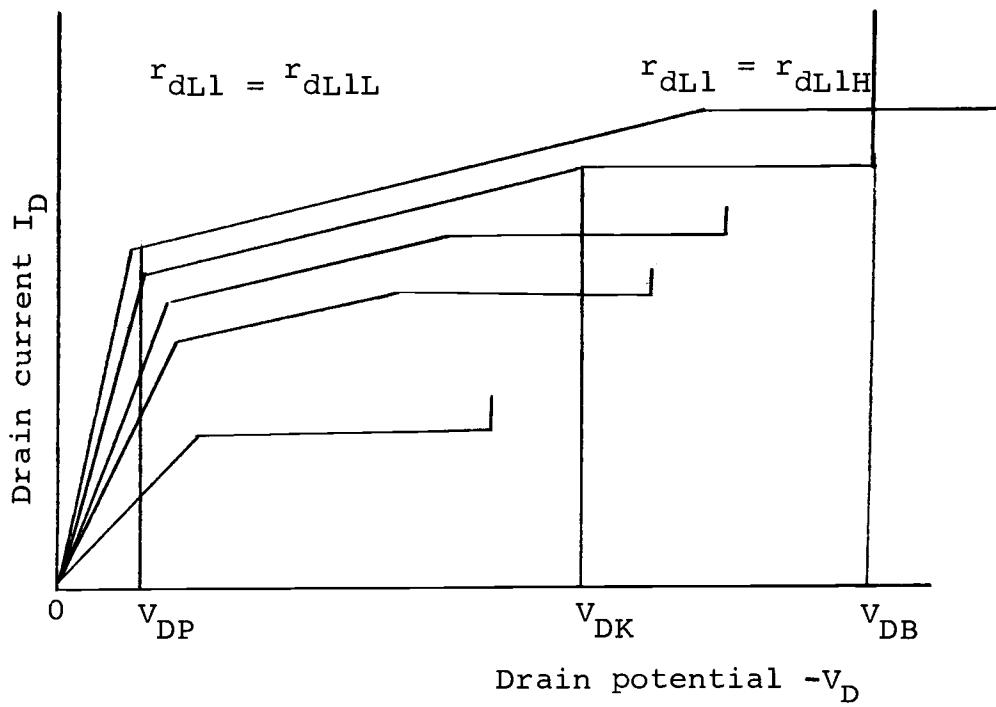 r_dL1 = r_dL1L
r_dL1 = r_dL1H
Drain current I_D
0
V_DP
V_DK
V_DB
Drain potential -V_D